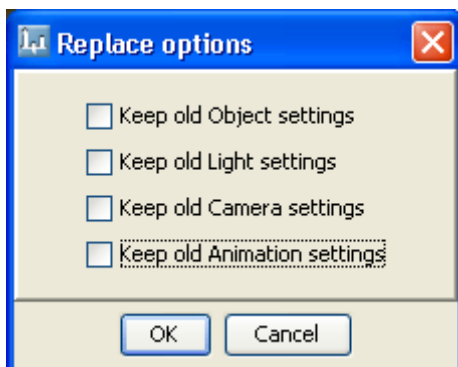 Replace options
Keep old Object settings
Keep old Light settings
Keep old Camera settings
Keep old Animation settings
OK Cancel